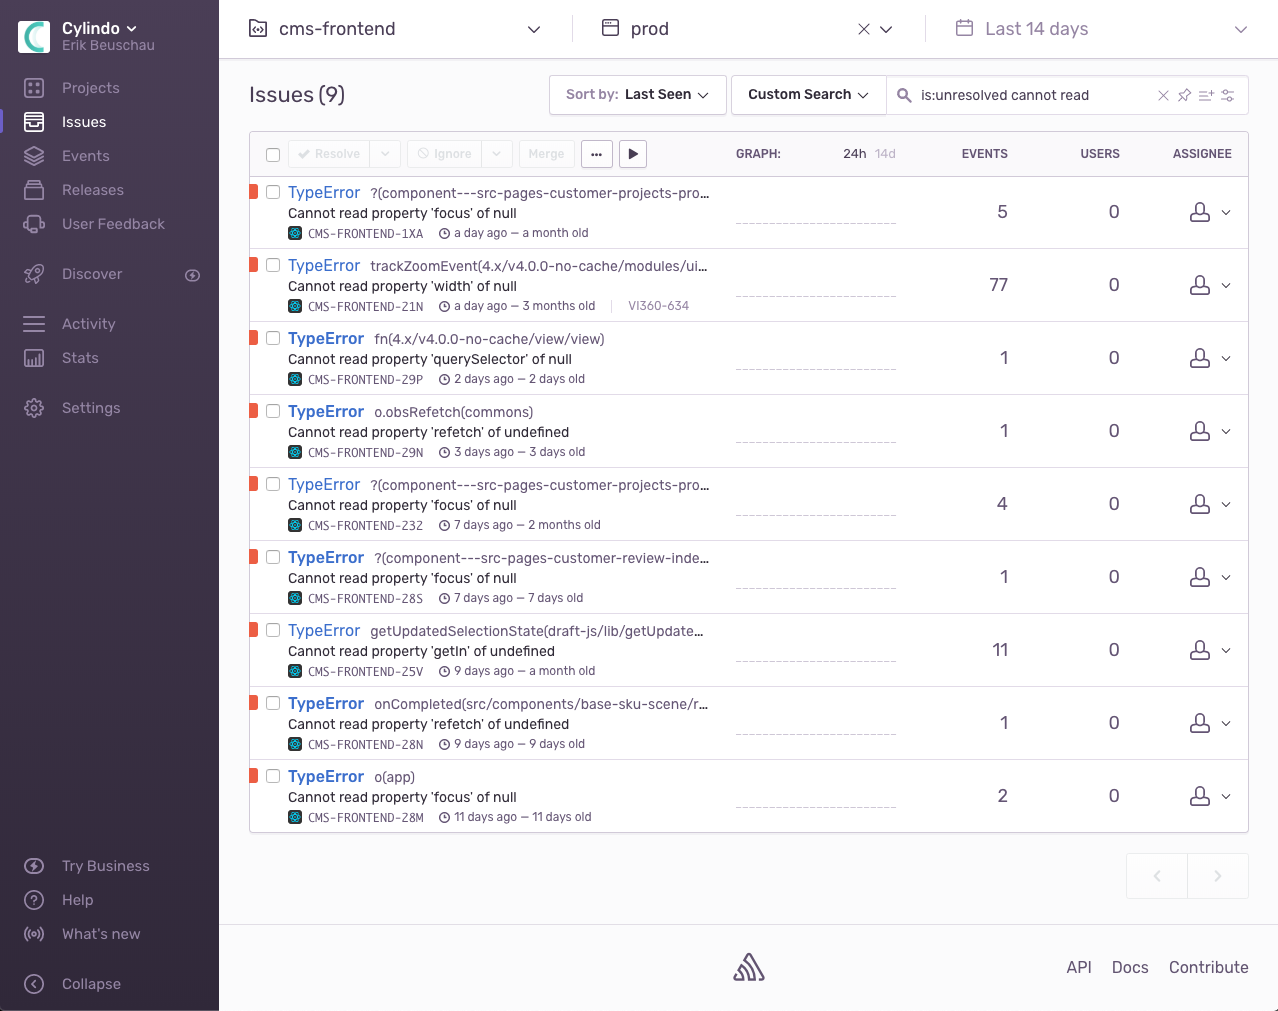 Cylindo
Erik Beuschau
Projects
Issues
Events
Releases
User Feedback
Discover
Activity
Stats
Settings
Try Business
Help
What's new
Collapse
cms-frontend
prod
Last 14 days
Issues (9)
Sort by: Last Seen
Custom Search
is:unresolved cannot read
Resolve
Ignore
Merge
GRAPH: 24h 14d
EVENTS
USERS
ASSIGNEE
TypeError ?(component---src-pages-customer-projects-pro...
Cannot read property 'focus' of null
CMS-FRONTEND-1XA a day ago — a month old
5 0
TypeError trackZoomEvent(4.x/v4.0.0-no-cache/modules/ui...
Cannot read property 'width' of null
CMS-FRONTEND-21N a day ago — 3 months old VI360-634
77 0
TypeError fn(4.x/v4.0.0-no-cache/view/view)
Cannot read property 'querySelector' of null
CMS-FRONTEND-29P 2 days ago — 2 days old
1 0
TypeError o.obsRefetch(commons)
Cannot read property 'refetch' of undefined
CMS-FRONTEND-29N 3 days ago — 3 days old
1 0
TypeError ?(component---src-pages-customer-projects-pro...
Cannot read property 'focus' of null
CMS-FRONTEND-232 7 days ago — 2 months old
4 0
TypeError ?(component---src-pages-customer-review-inde...
Cannot read property 'focus' of null
CMS-FRONTEND-28S 7 days ago — 7 days old
1 0
TypeError getUpdatedSelectionState(draft-js/lib/getUpdate...
Cannot read property 'getIn' of undefined
CMS-FRONTEND-25V 9 days ago — a month old
11 0
TypeError onCompleted(src/components/base-sku-scene/r...
Cannot read property 'refetch' of undefined
CMS-FRONTEND-28N 9 days ago — 9 days old
1 0
TypeError o(app)
Cannot read property 'focus' of null
CMS-FRONTEND-28M 11 days ago — 11 days old
2 0
API Docs Contribute